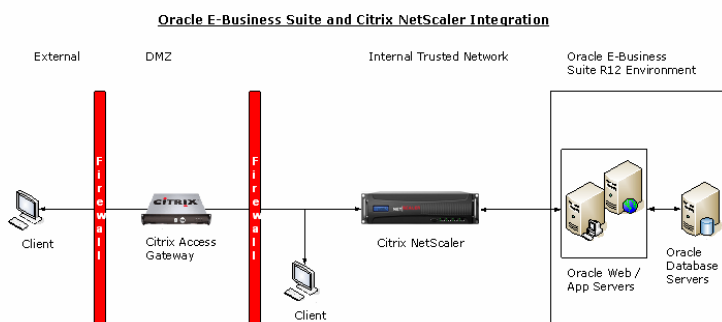 Oracle E-Business Suite and Citrix NetScaler Integration
External
DMZ
Internal Trusted Network
Oracle E-Business
Suite R12 Environment
Firewall
Firewall
CITRIX
Client
Citrix Access
Gateway
Client
Citrix NetScaler
Oracle Web /
App Servers
Oracle
Database
Servers